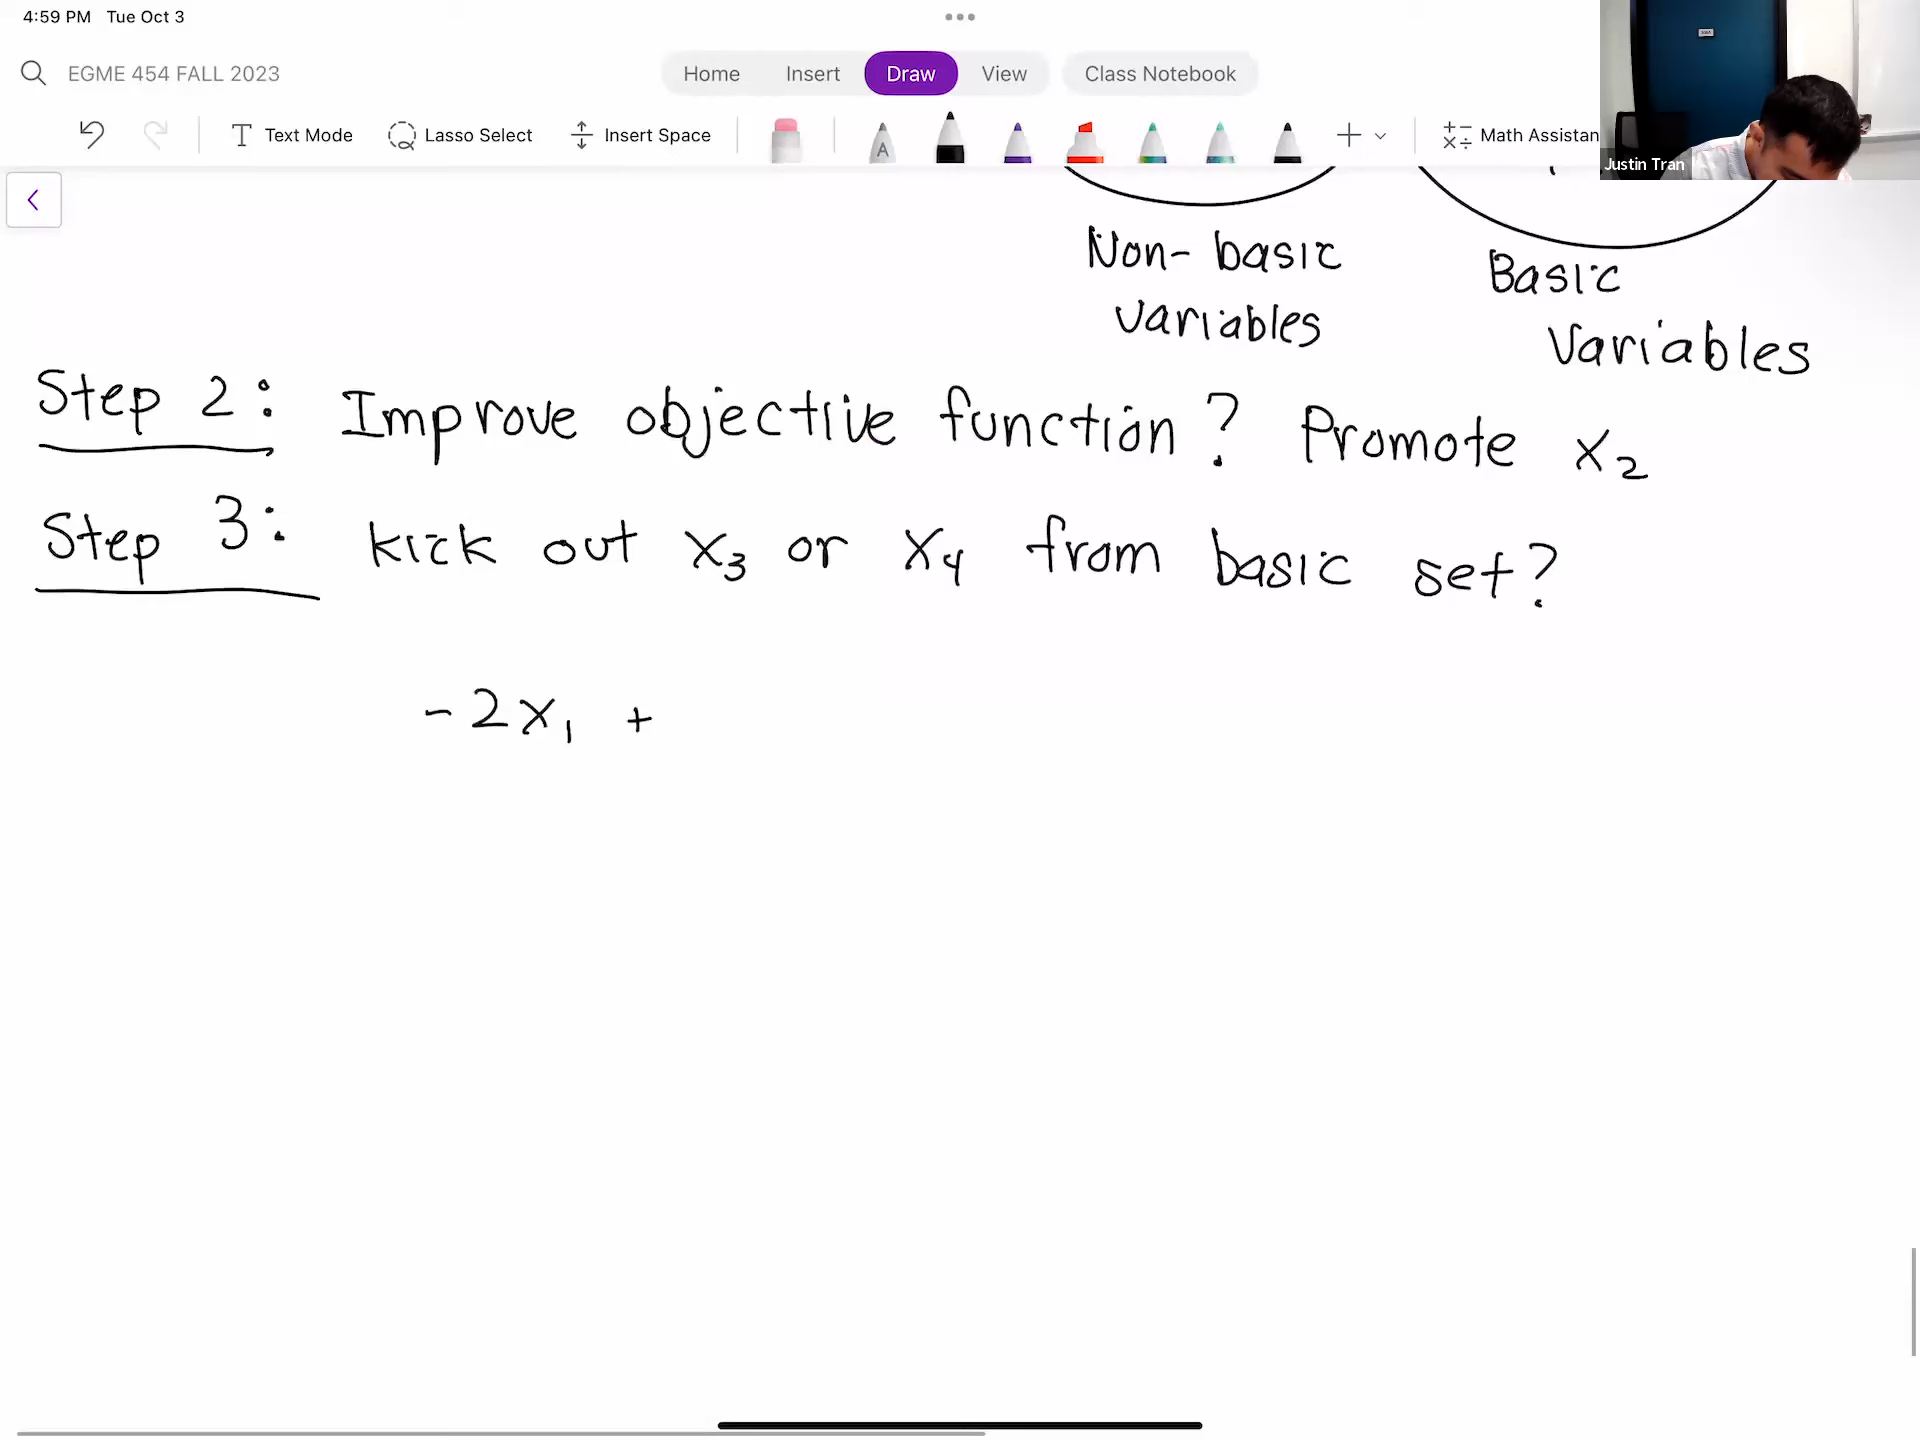 4:59 PM Tue Oct 3
EGME 454 FALL 2023
Home Insert Draw View Class Notebook
T Text Mode Lasso Select Insert Space A Math Assistan
Justin Tran
Non-basic
variables
Basic
Variables
Step 2: Improve objective function? Promote x₂
Step 3: kick out x₃ or x₄ from basic set?
-2x₁ +